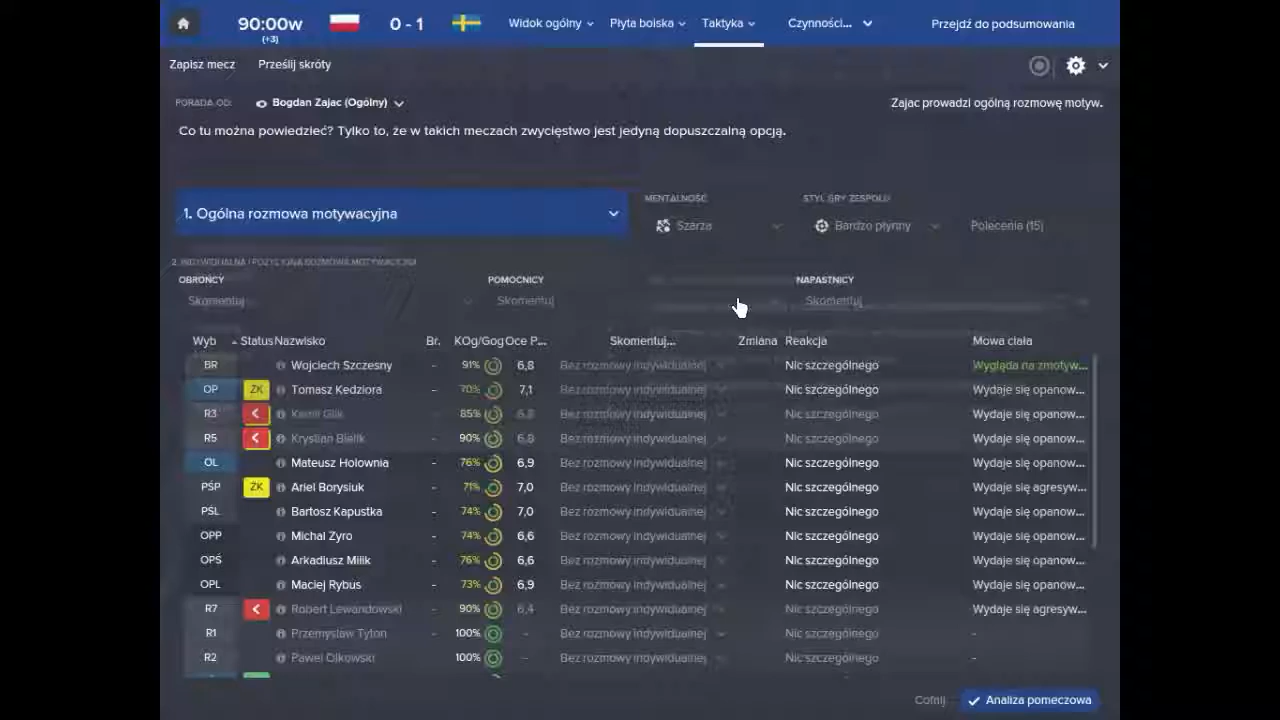 90:00w 0 - 1 Widok ogólny Płyta boiska Taktyka Czynności... Przejdź do podsumowania
(+3)
Zapisz mecz Prześlij skróty
PORADA OD: Bogdan Zajac (Ogólny) Zajac prowadzi ogólną rozmowę motyw.
Co tu można powiedzieć? Tylko to, że w takich meczach zwycięstwo jest jedyną dopuszczalną opcją.
MENTALNOŚĆ STYL GRY ZESPOŁU
1. Ogólna rozmowa motywacyjna Szarża Bardzo płynny Polecenia (15)
2. INDYWIDUALNA I POZYCYJNA ROZMOWA MOTYWACYJNA
OBROŃCY POMOCNICY NAPASTNICY
Skomentuj Skomentuj Skomentuj
Wyb Status Nazwisko Br. KOg/Gog Oce P... Skomentuj... Zmiana Reakcja Mowa ciała
BR Wojciech Szczesny - 91% 6,8 Bez rozmowy indywidualnej Nic szczególnego Wygląda na zmotyw...
OP ŻK Tomasz Kedziora - 70% 7,1 Bez rozmowy indywidualnej Nic szczególnego Wydaje się opanow...
R3 Kamil Glik - 85% 6,8 Bez rozmowy indywidualnej Nic szczególnego Wydaje się opanow...
R5 Krystian Bielik - 90% 6,8 Bez rozmowy indywidualnej Nic szczególnego Wydaje się opanow...
OL Mateusz Holownia - 76% 6,9 Bez rozmowy indywidualnej Nic szczególnego Wydaje się opanow...
PŚP ŻK Ariel Borysiuk - 71% 7,0 Bez rozmowy indywidualnej Nic szczególnego Wydaje się agresyw...
PŚL Bartosz Kapustka - 74% 7,0 Bez rozmowy indywidualnej Nic szczególnego Wydaje się opanow...
OPP Michal Zyro - 74% 6,6 Bez rozmowy indywidualnej Nic szczególnego Wydaje się opanow...
OPŚ Arkadiusz Milik - 76% 6,6 Bez rozmowy indywidualnej Nic szczególnego Wydaje się opanow...
OPL Maciej Rybus - 73% 6,9 Bez rozmowy indywidualnej Nic szczególnego Wydaje się opanow...
R7 Robert Lewandowski - 90% 6,4 Bez rozmowy indywidualnej Nic szczególnego Wydaje się agresyw...
R1 Przemyslaw Tyton - 100% - Bez rozmowy indywidualnej Nic szczególnego -
R2 Pawel Olkowski - 100% - Bez rozmowy indywidualnej Nic szczególnego -
Cofnij Analiza pomeczowa